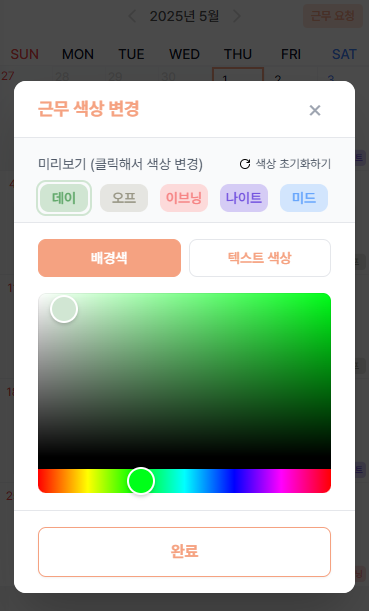 2025년 5월
근무 요청
SUN MON TUE WED THU FRI SAT
27 28 29 30 1 2 3
근무 색상 변경
미리보기 (클릭해서 색상 변경)
색상 초기화하기
데이 오프 이브닝 나이트 미드
배경색 텍스트 색상
완료